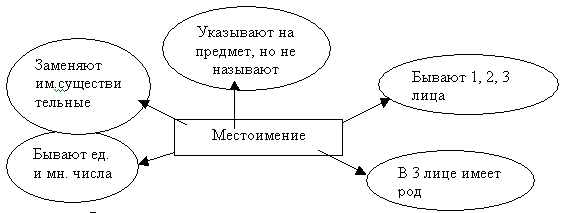 Указывают на
предмет, но не
называют
Заменяют
им.существи
тельные
Бывают 1, 2, 3
лица
Местоимение
Бывают ед.
и мн. числа
В 3 лице имеет
род